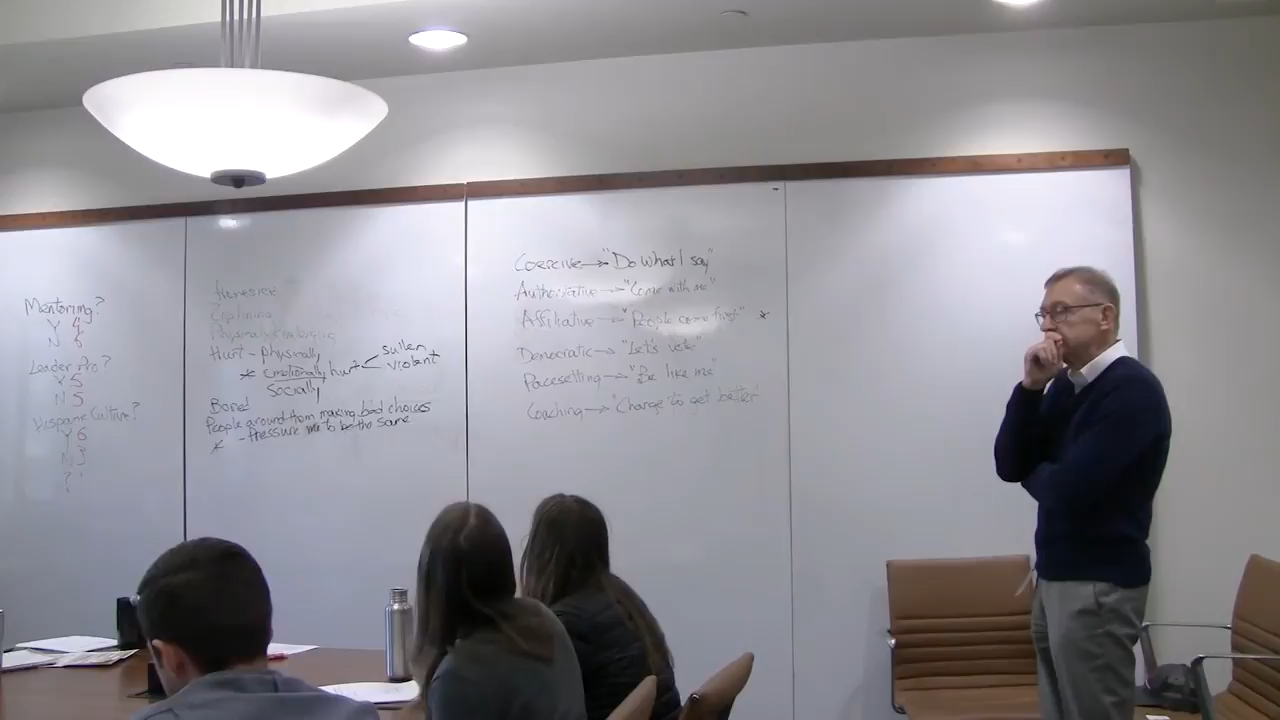 Mentoring?
Y 4
N 6
Leader Pro?
Y 5
N 5
Hispanic Culture?
Y 6
N 3
?
Hurt - Physically
* Emotionally hurt
sullen
violent
Socially
Bored
People around from making bad choices
* - Pressure me to be the same
Coercive → "Do what I say"
Authoritative → "Come with me"
Affiliative → "People come first" *
Democratic → "Let's vote"
Pacesetting → "Be like me"
Coaching → "Change to get better